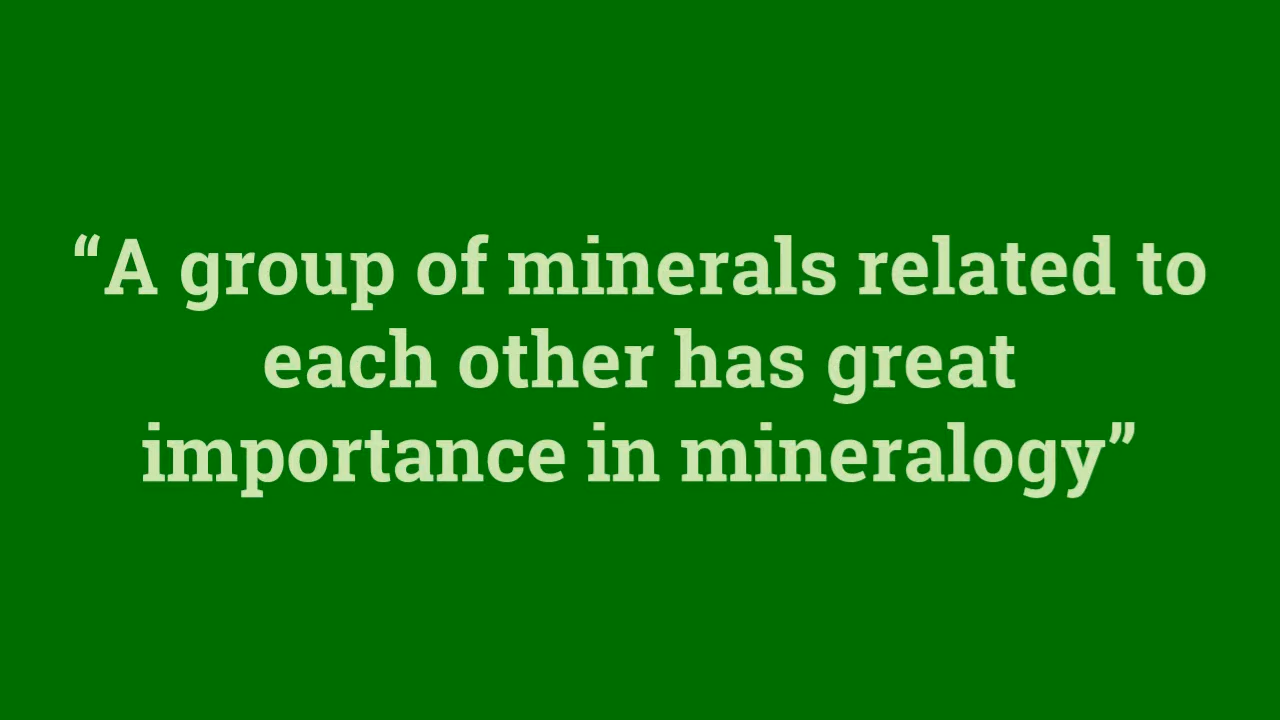 “A group of minerals related to
each other has great
importance in mineralogy”